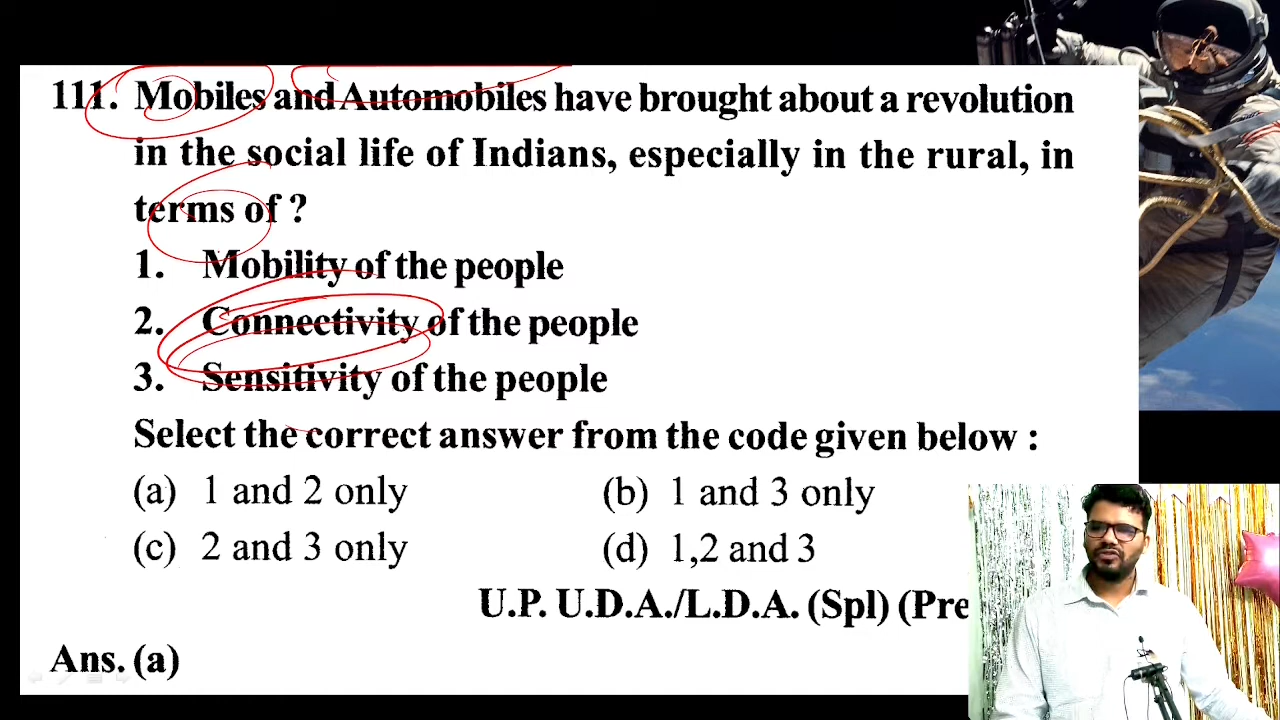 111. Mobiles and Automobiles have brought about a revolution
in the social life of Indians, especially in the rural, in
terms of ?
1. Mobility of the people
2. Connectivity of the people
3. Sensitivity of the people
Select the correct answer from the code given below :
(a) 1 and 2 only (b) 1 and 3 only
(c) 2 and 3 only (d) 1,2 and 3
U.P. U.D.A./L.D.A. (Spl) (Pre
Ans. (a)